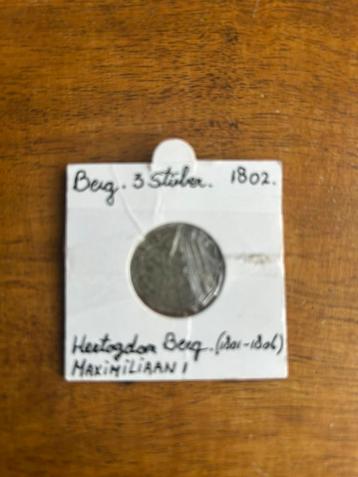 Berg. 3 Stüber. 1802.
Hertogdom Berg. (1801-1806)
MAXIMILIAAN I